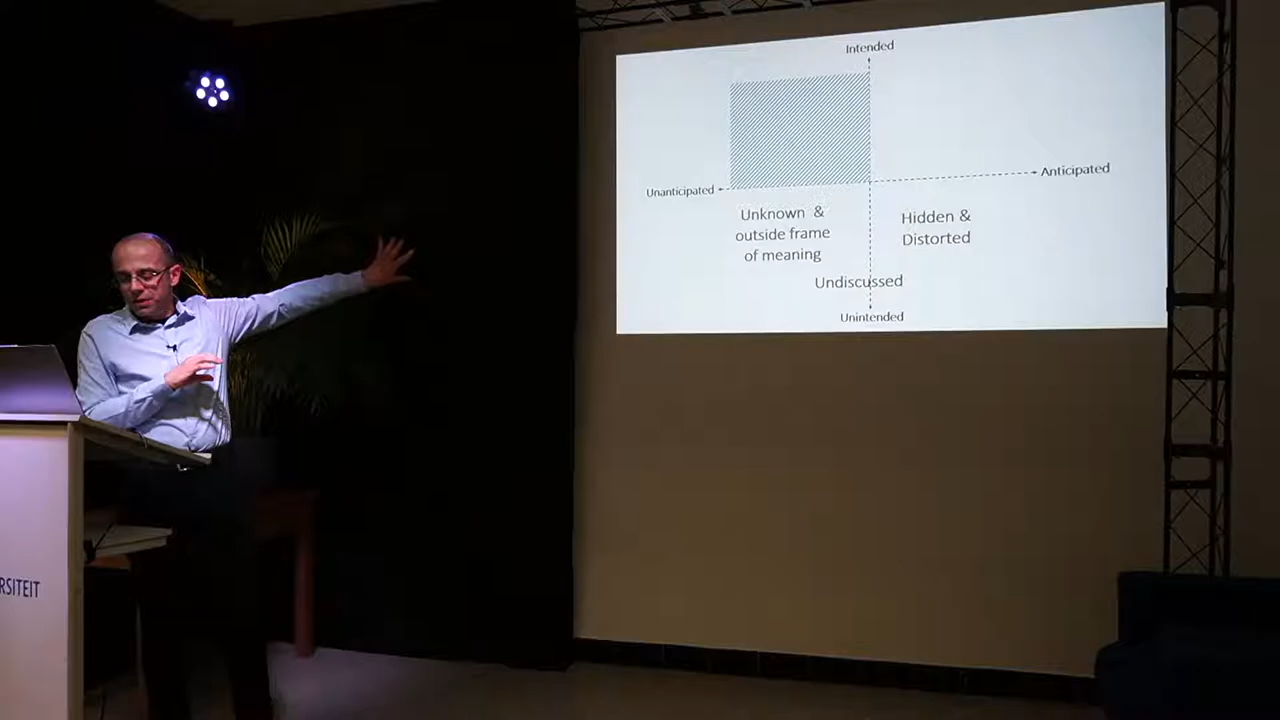 Intended
Unanticipated
Anticipated
Unknown &
outside frame
of meaning
Hidden &
Distorted
Undiscussed
Unintended
RSITEIT